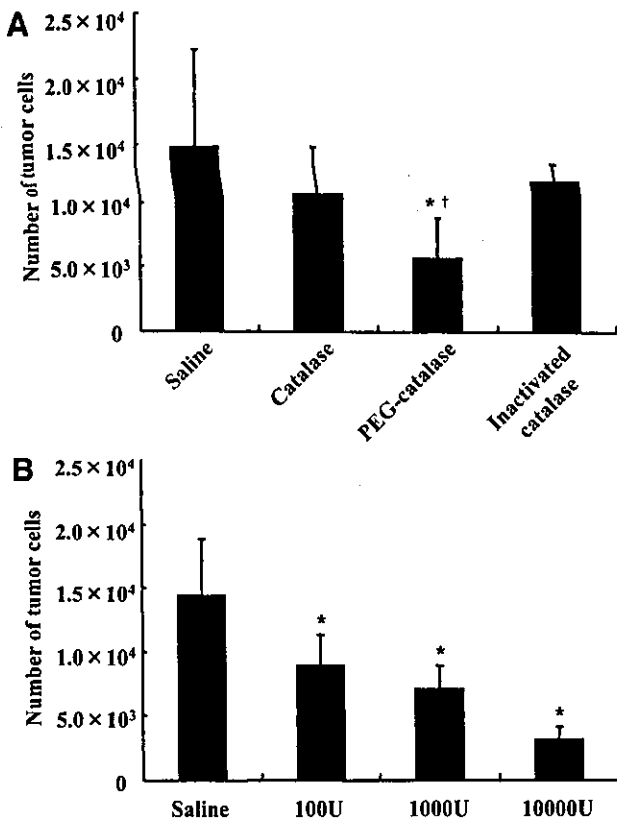 A
Number of tumor cells
2.5 × 10⁴
2.0 × 10⁴
1.5 × 10⁴
1.0 × 10⁴
5.0 × 10³
0
* †
Saline
Catalase
PEG-catalase
Inactivated
catalase
B
Number of tumor cells
2.5 × 10⁴
2.0 × 10⁴
1.5 × 10⁴
1.0 × 10⁴
5.0 × 10³
0
*
*
*
Saline 100U 1000U 10000U